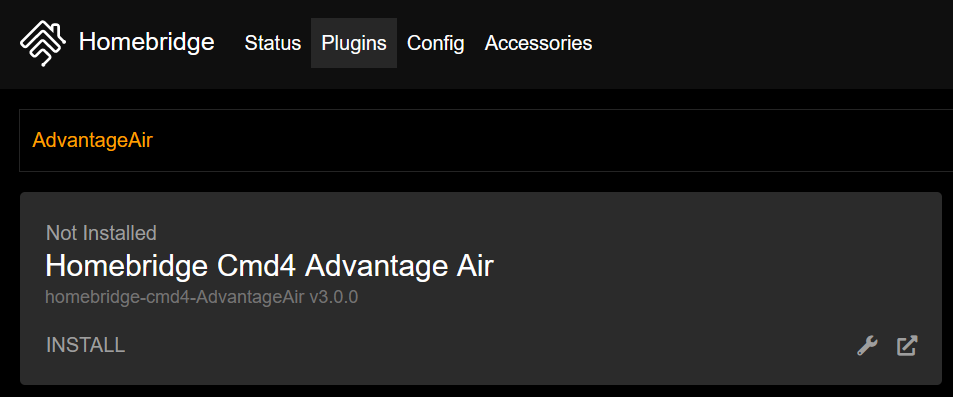 Homebridge Status Plugins Config Accessories
AdvantageAir
Not Installed
Homebridge Cmd4 Advantage Air
homebridge-cmd4-AdvantageAir v3.0.0
INSTALL